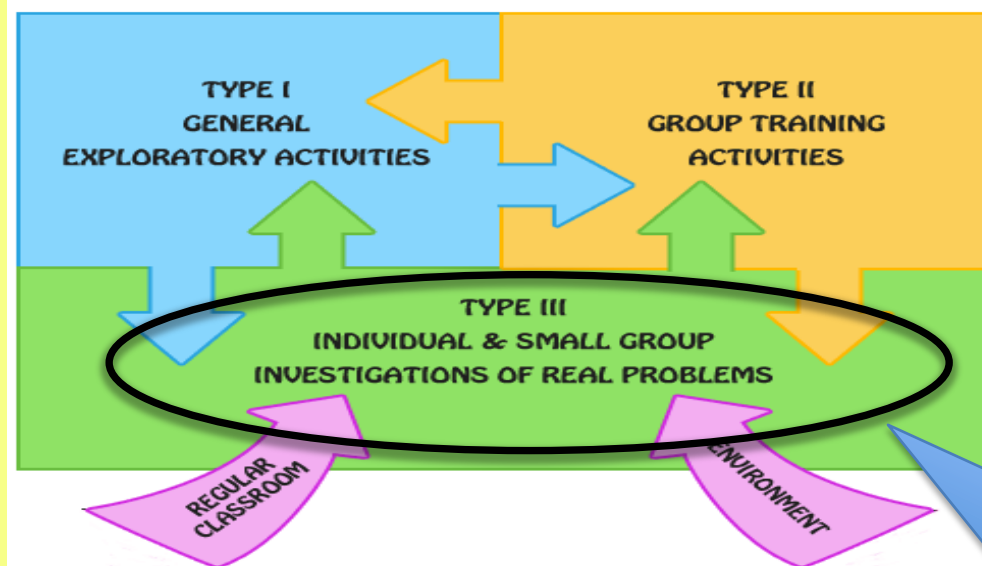 TYPE I
GENERAL
EXPLORATORY ACTIVITIES
TYPE II
GROUP TRAINING
ACTIVITIES
TYPE III
INDIVIDUAL & SMALL GROUP
INVESTIGATIONS OF REAL PROBLEMS
REGULAR
CLASSROOM
ENVIRONMENT